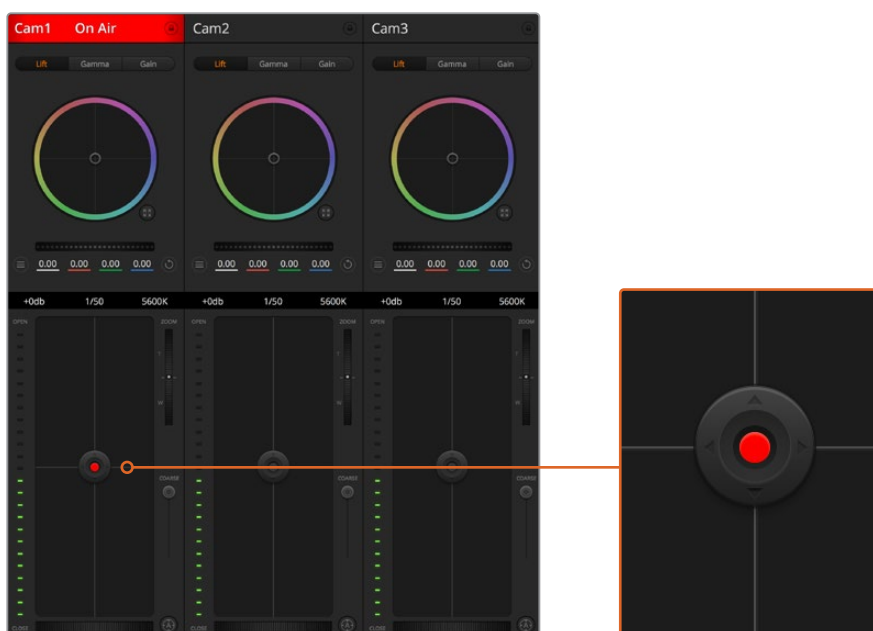 Cam1 On Air
Cam2
Cam3
Lift Gamma Gain
Lift Gamma Gain
Lift Gamma Gain
0.00 0.00 0.00 0.00
0.00 0.00 0.00 0.00
0.00 0.00 0.00 0.00
+0db 1/50 5600K
+0db 1/50 5600K
+0db 1/50 5600K
OPEN ZOOM
OPEN ZOOM
OPEN ZOOM
T
T
T
W
W
W
COARSE
COARSE
COARSE
CLOSE
CLOSE
CLOSE